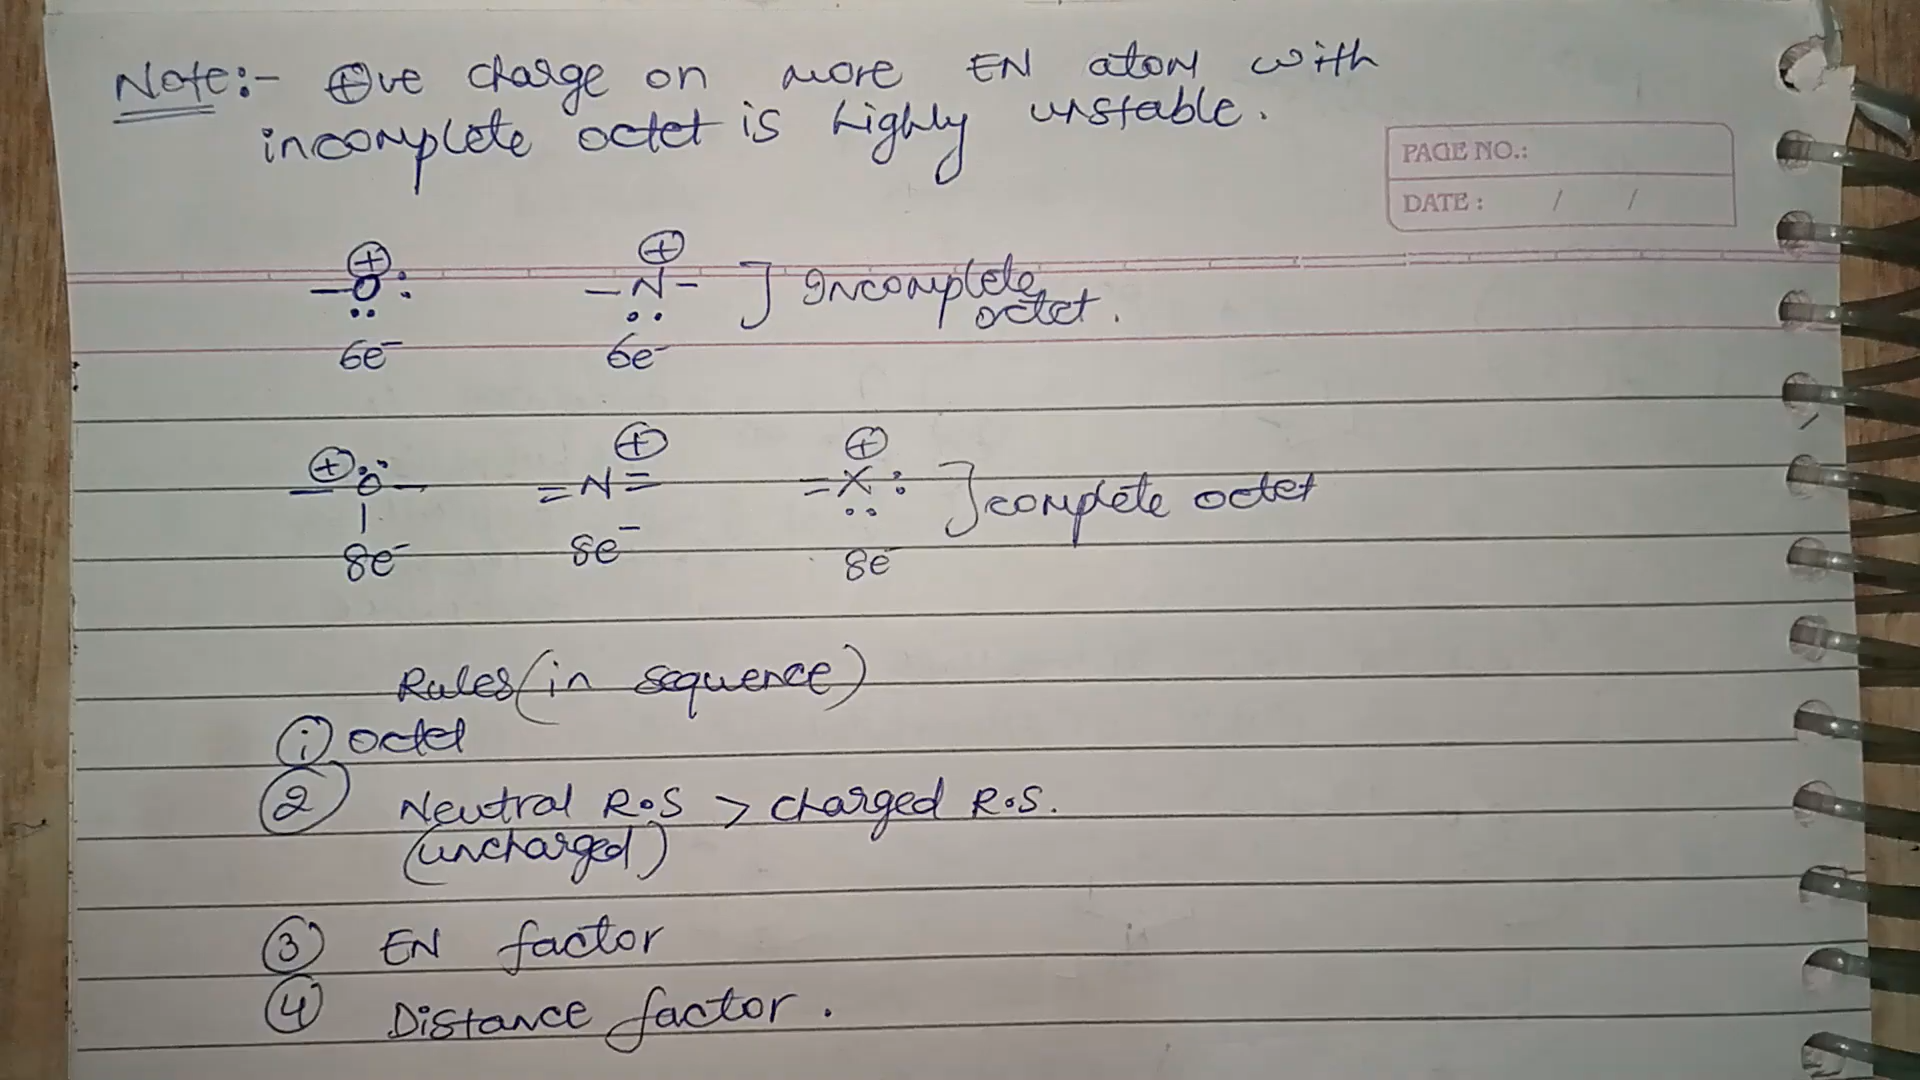 Note:- ⊕ve charge on more EN atom with
incomplete octet is highly unstable.
PAGE NO.:
DATE : / /
⊕ ⊕
-O: -N- ] Incomplete
.. .. octet.
6e⁻ 6e⁻
⊕ ⊕ ⊕
-Ö- =N= -X: ] complete octet
| ..
8e⁻ 8e⁻ 8e⁻
Rules (in sequence)
① octet
② Neutral R.S > charged R.S.
(uncharged)
③ EN factor
④ Distance factor.